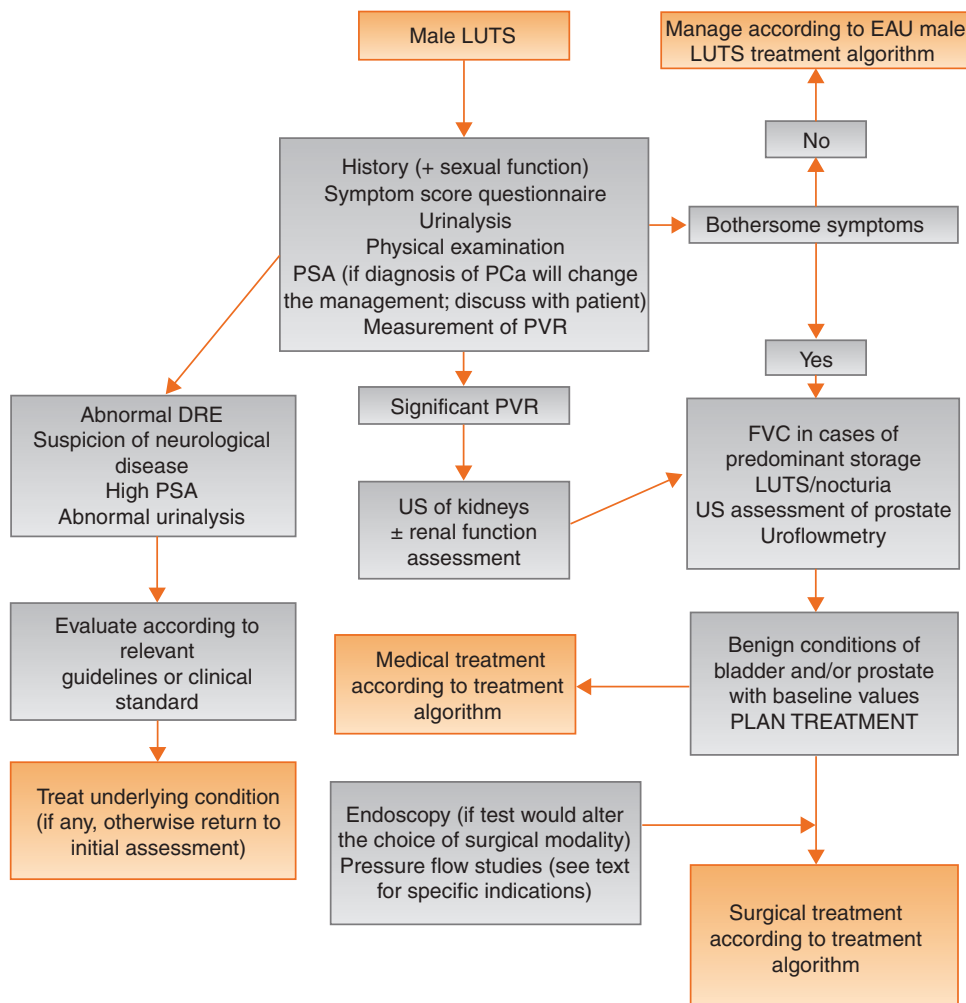 Male LUTS
Manage according to EAU male
LUTS treatment algorithm
No
History (+ sexual function)
Symptom score questionnaire
Urinalysis
Physical examination
PSA (if diagnosis of PCa will change
the management; discuss with patient)
Measurement of PVR
Bothersome symptoms
Yes
Abnormal DRE
Suspicion of neurological
disease
High PSA
Abnormal urinalysis
Significant PVR
US of kidneys
± renal function
assessment
FVC in cases of
predominant storage
LUTS/nocturia
US assessment of prostate
Uroflowmetry
Evaluate according to
relevant
guidelines or clinical
standard
Medical treatment
according to treatment
algorithm
Benign conditions of
bladder and/or prostate
with baseline values
PLAN TREATMENT
Treat underlying condition
(if any, otherwise return to
initial assessment)
Endoscopy (if test would alter
the choice of surgical modality)
Pressure flow studies (see text
for specific indications)
Surgical treatment
according to treatment
algorithm